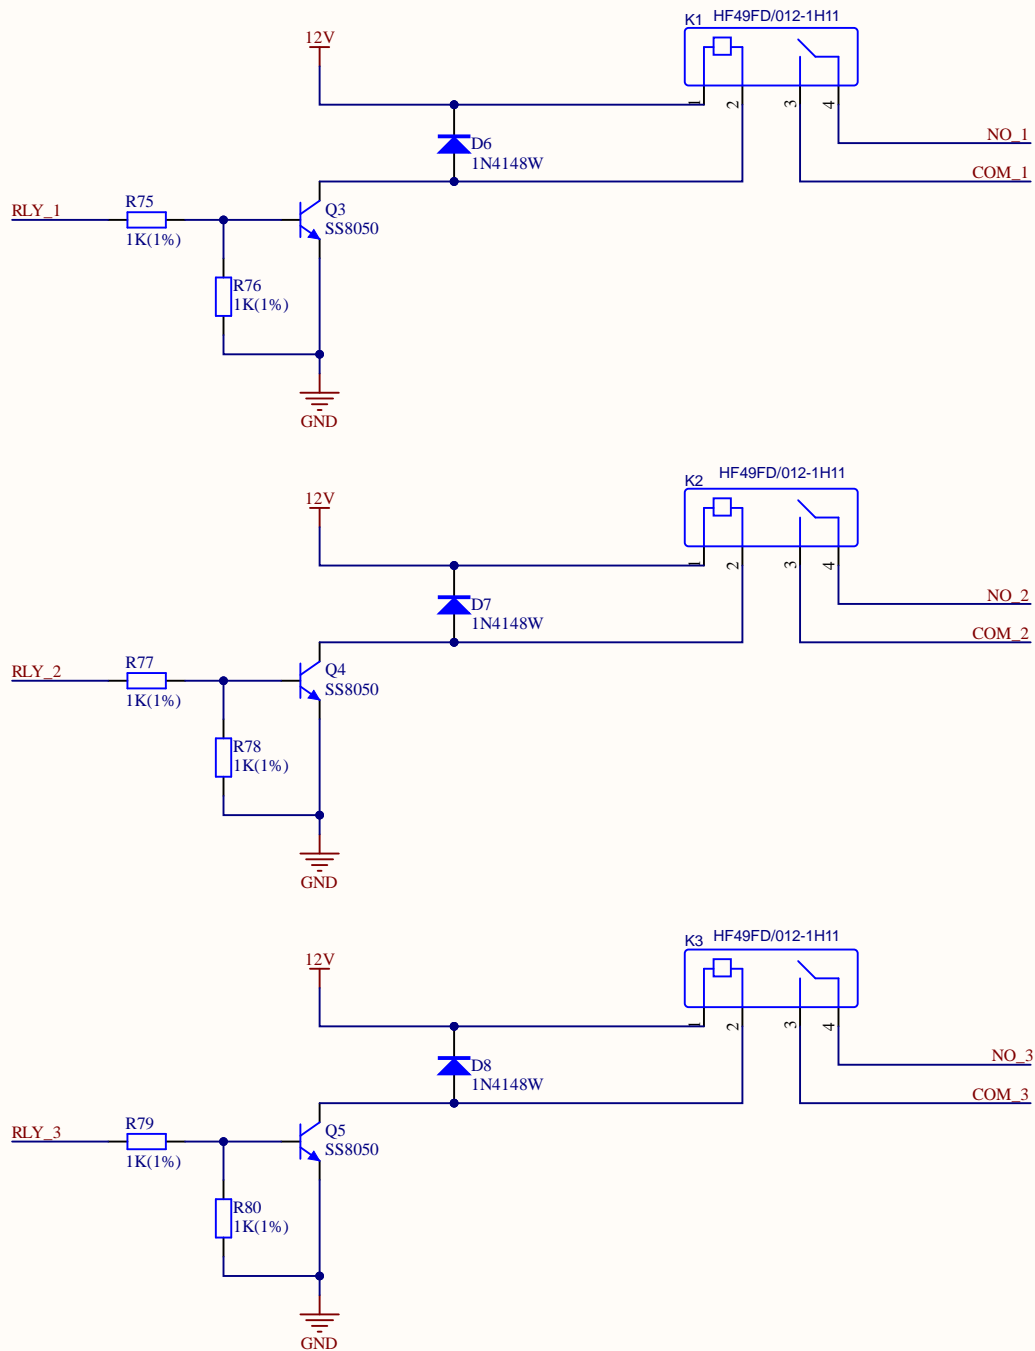 K1 HF49FD/012-1H11
12V
1 2 3 4
NO_1
D6
1N4148W
COM_1
R75
RLY_1
1K(1%)
Q3
SS8050
R76
1K(1%)
GND
K2 HF49FD/012-1H11
12V
1 2 3 4
NO_2
D7
1N4148W
COM_2
R77
RLY_2
1K(1%)
Q4
SS8050
R78
1K(1%)
GND
K3 HF49FD/012-1H11
12V
1 2 3 4
NO_3
D8
1N4148W
COM_3
R79
RLY_3
1K(1%)
Q5
SS8050
R80
1K(1%)
GND